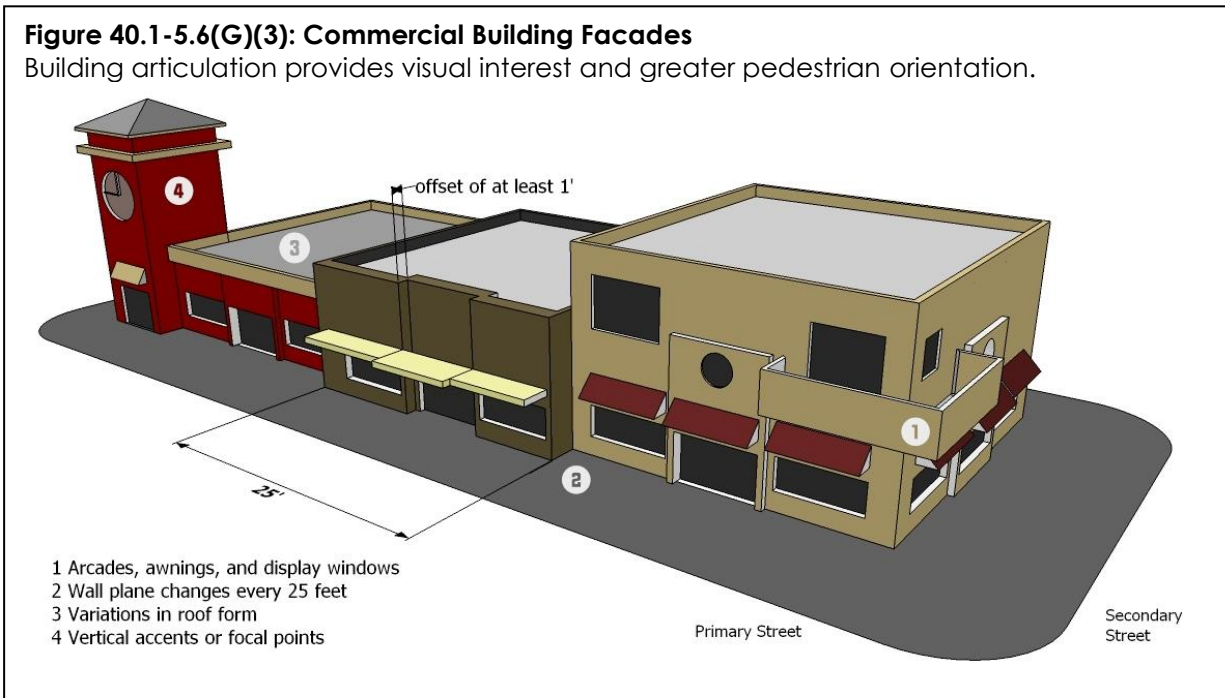 Figure 40.1-5.6(G)(3): Commercial Building Facades
Building articulation provides visual interest and greater pedestrian orientation.
offset of at least 1'
4
3
1
2
25'
1 Arcades, awnings, and display windows
2 Wall plane changes every 25 feet
3 Variations in roof form
4 Vertical accents or focal points
Primary Street
Secondary
Street